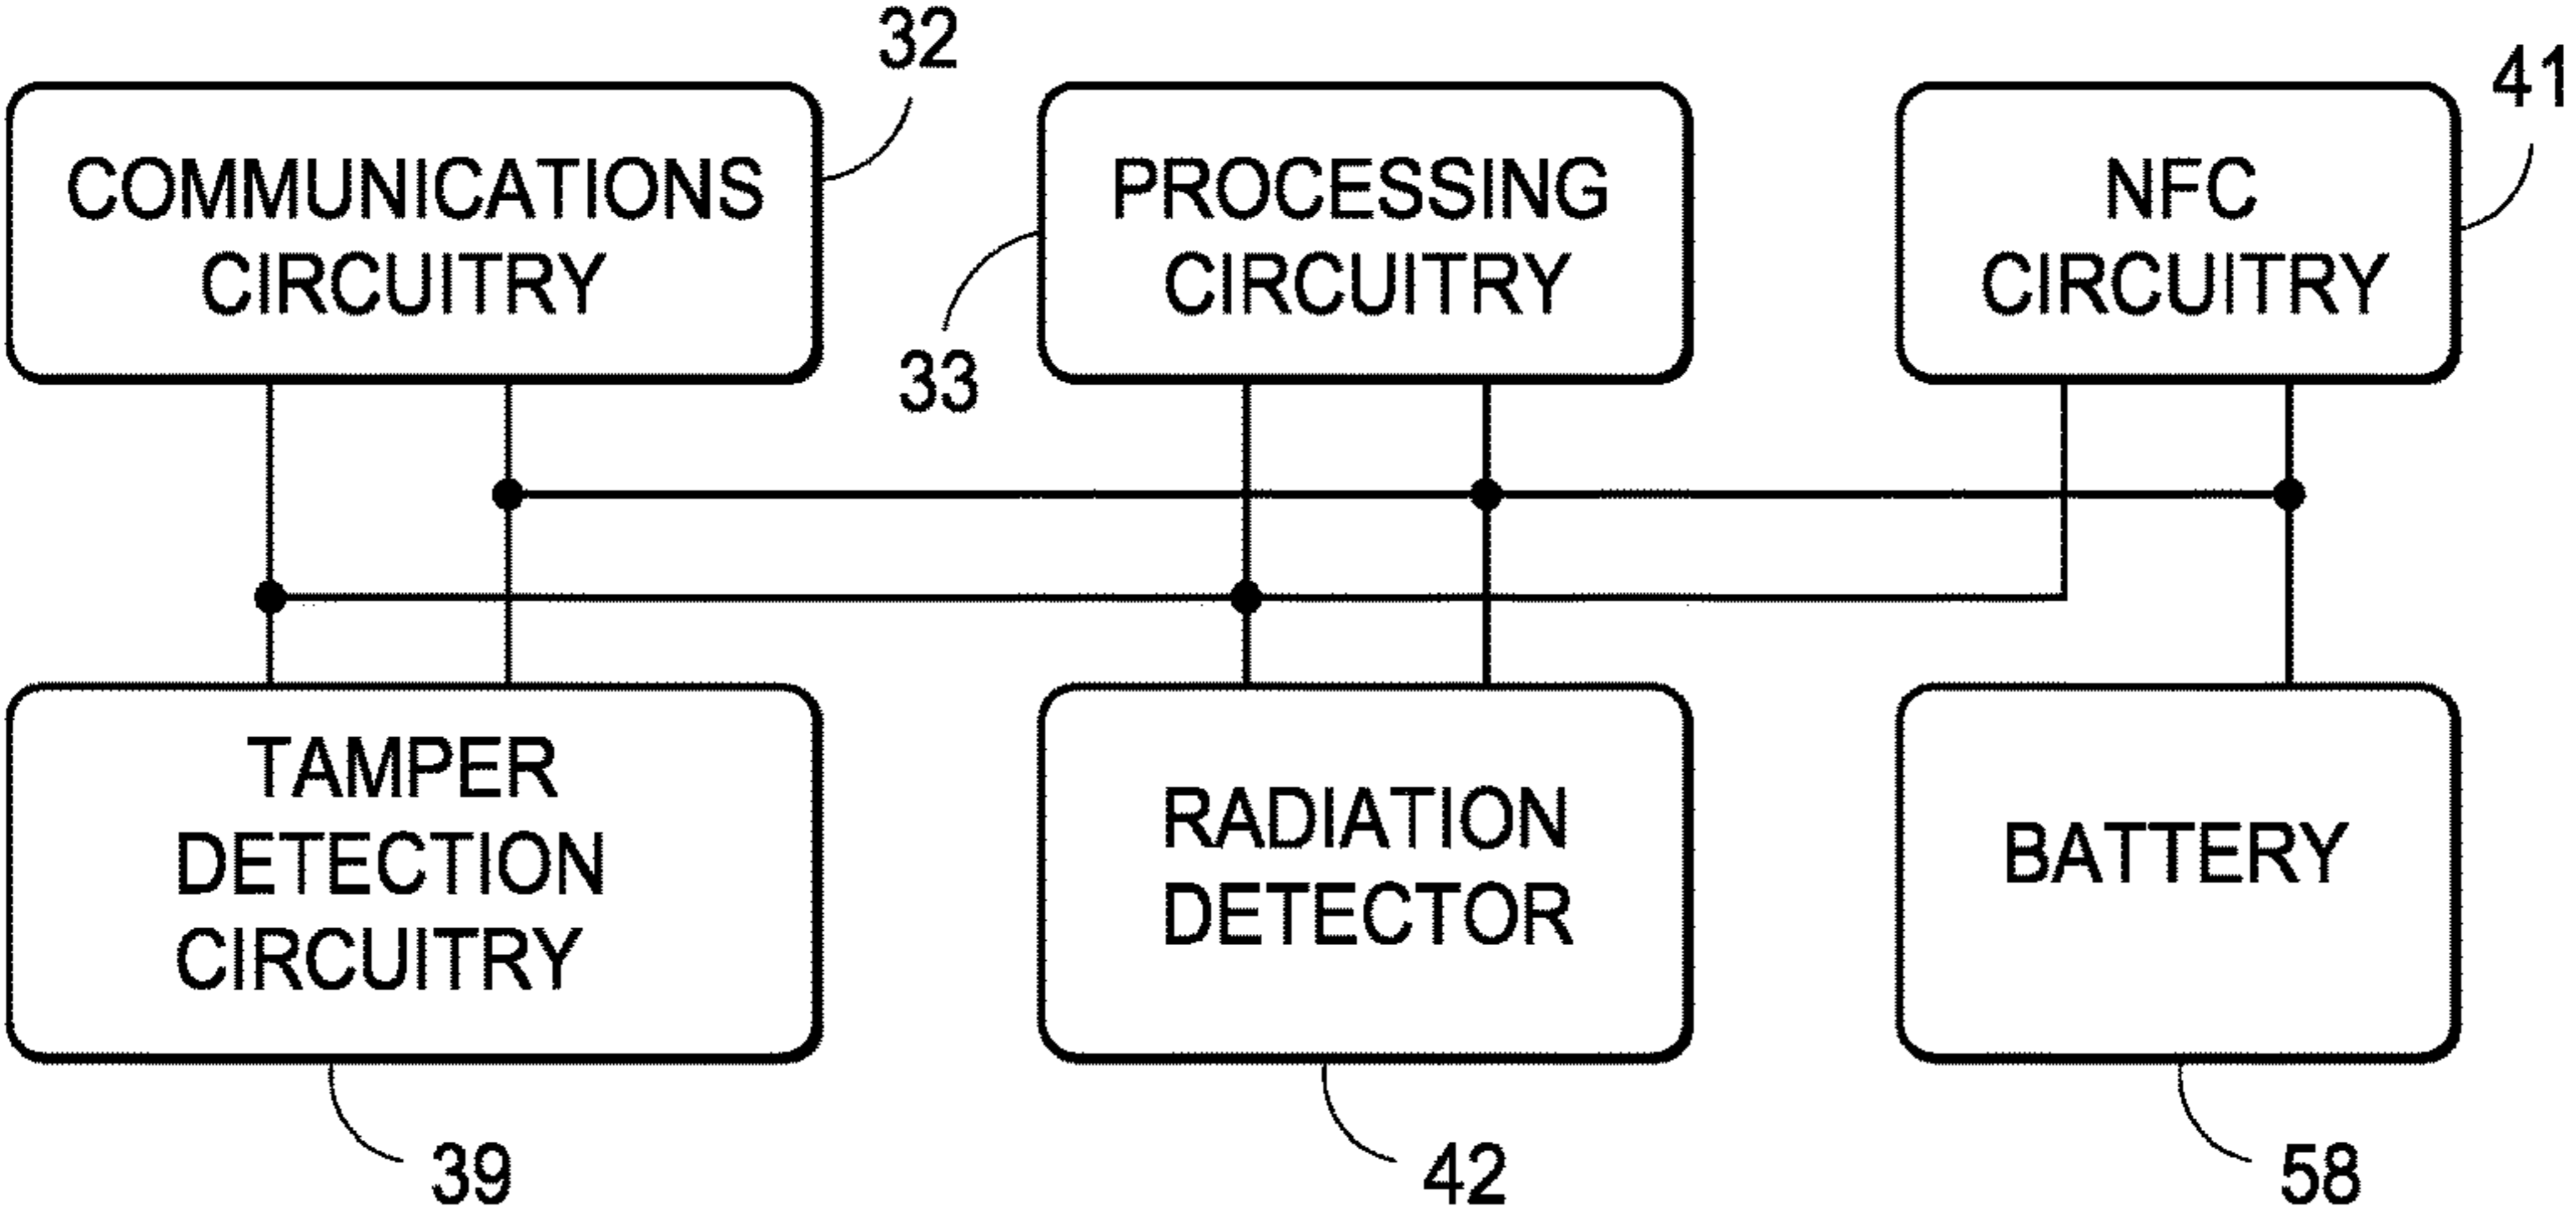 32
41
COMMUNICATIONS
CIRCUITRY
PROCESSING
CIRCUITRY
NFC
CIRCUITRY
33
TAMPER
DETECTION
CIRCUITRY
RADIATION
DETECTOR
BATTERY
39
42
58